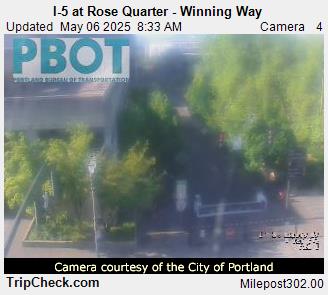 I-5 at Rose Quarter - Winning Way
Updated May 06 2025 8:33 AM Camera 4
PBOT
PORTLAND BUREAU OF TRANSPORTATION
Camera courtesy of the City of Portland
TripCheck.com Milepost302.00